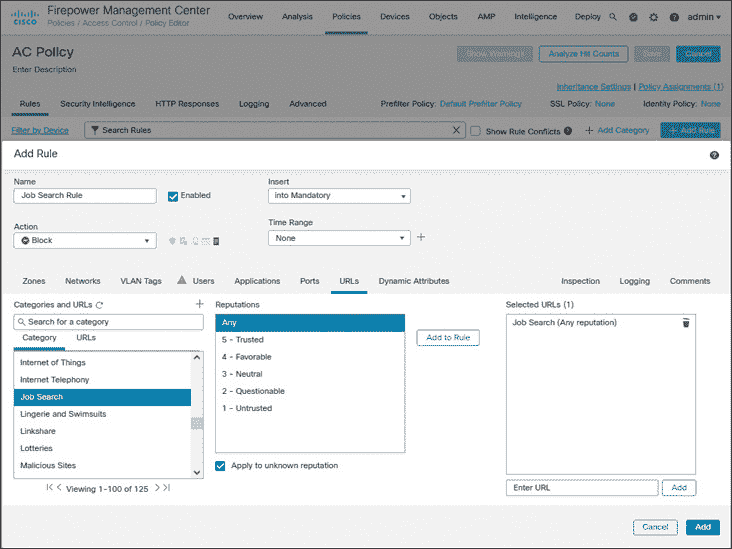 Firepower Management Center
Overview Analysis Policies Devices Objects AMP Intelligence Deploy admin
CISCO
Policies / Access Control / Policy Editor
AC Policy
Show Warnings Analyze Hit Counts Save Cancel
Enter Description
Inheritance Settings | Policy Assignments (1)
Rules Security Intelligence HTTP Responses Logging Advanced Prefilter Policy: Default Prefilter Policy SSL Policy: None Identity Policy: None
Filter by Device Search Rules Show Rule Conflicts + Add Category + Add Rule
Add Rule
Name Insert
Job Search Rule Enabled into Mandatory
Action Time Range
Block None
Zones Networks VLAN Tags Users Applications Ports URLs Dynamic Attributes Inspection Logging Comments
Categories and URLs Reputations Selected URLs (1)
Search for a category Any Job Search (Any reputation)
Category URLs 5 - Trusted Add to Rule
4 - Favorable
Internet of Things 3 - Neutral
Internet Telephony 2 - Questionable
Job Search 1 - Untrusted
Lingerie and Swimsuits
Linkshare
Lotteries
Malicious Sites Apply to unknown reputation
Viewing 1-100 of 125 Enter URL Add
Cancel Add